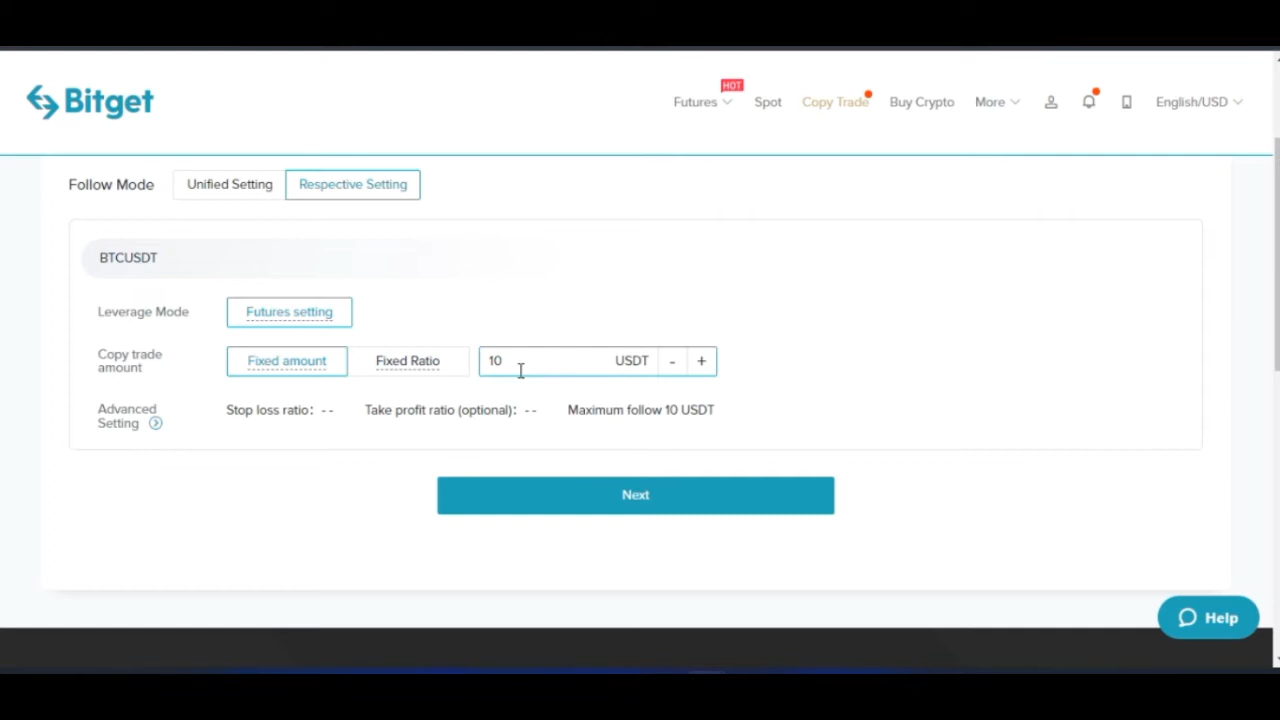 Bitget
HOT
Futures Spot Copy Trade Buy Crypto More English/USD
Follow Mode Unified Setting Respective Setting
BTCUSDT
Leverage Mode Futures setting
Copy trade
amount
Fixed amount Fixed Ratio 10 USDT - +
Advanced
Setting
Stop loss ratio: -- Take profit ratio (optional): -- Maximum follow 10 USDT
Next
Help